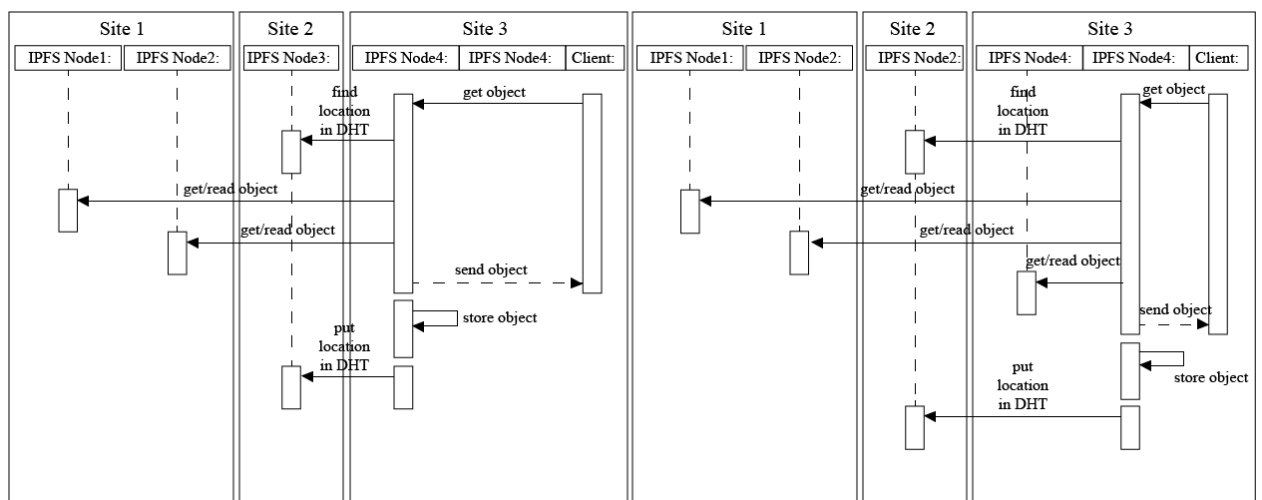 Site 1
Site 2
Site 3
Site 1
Site 2
Site 3
IPFS Node1:
IPFS Node2:
IPFS Node3:
IPFS Node4:
IPFS Node4:
Client:
IPFS Node1:
IPFS Node2:
IPFS Node2:
IPFS Node4:
IPFS Node4:
Client:
find
location
in DHT
get object
get/read object
get/read object
send object
store object
put
location
in DHT
find
location
in DHT
get object
get/read object
get/read object
get/read object
send object
store object
put
location
in DHT